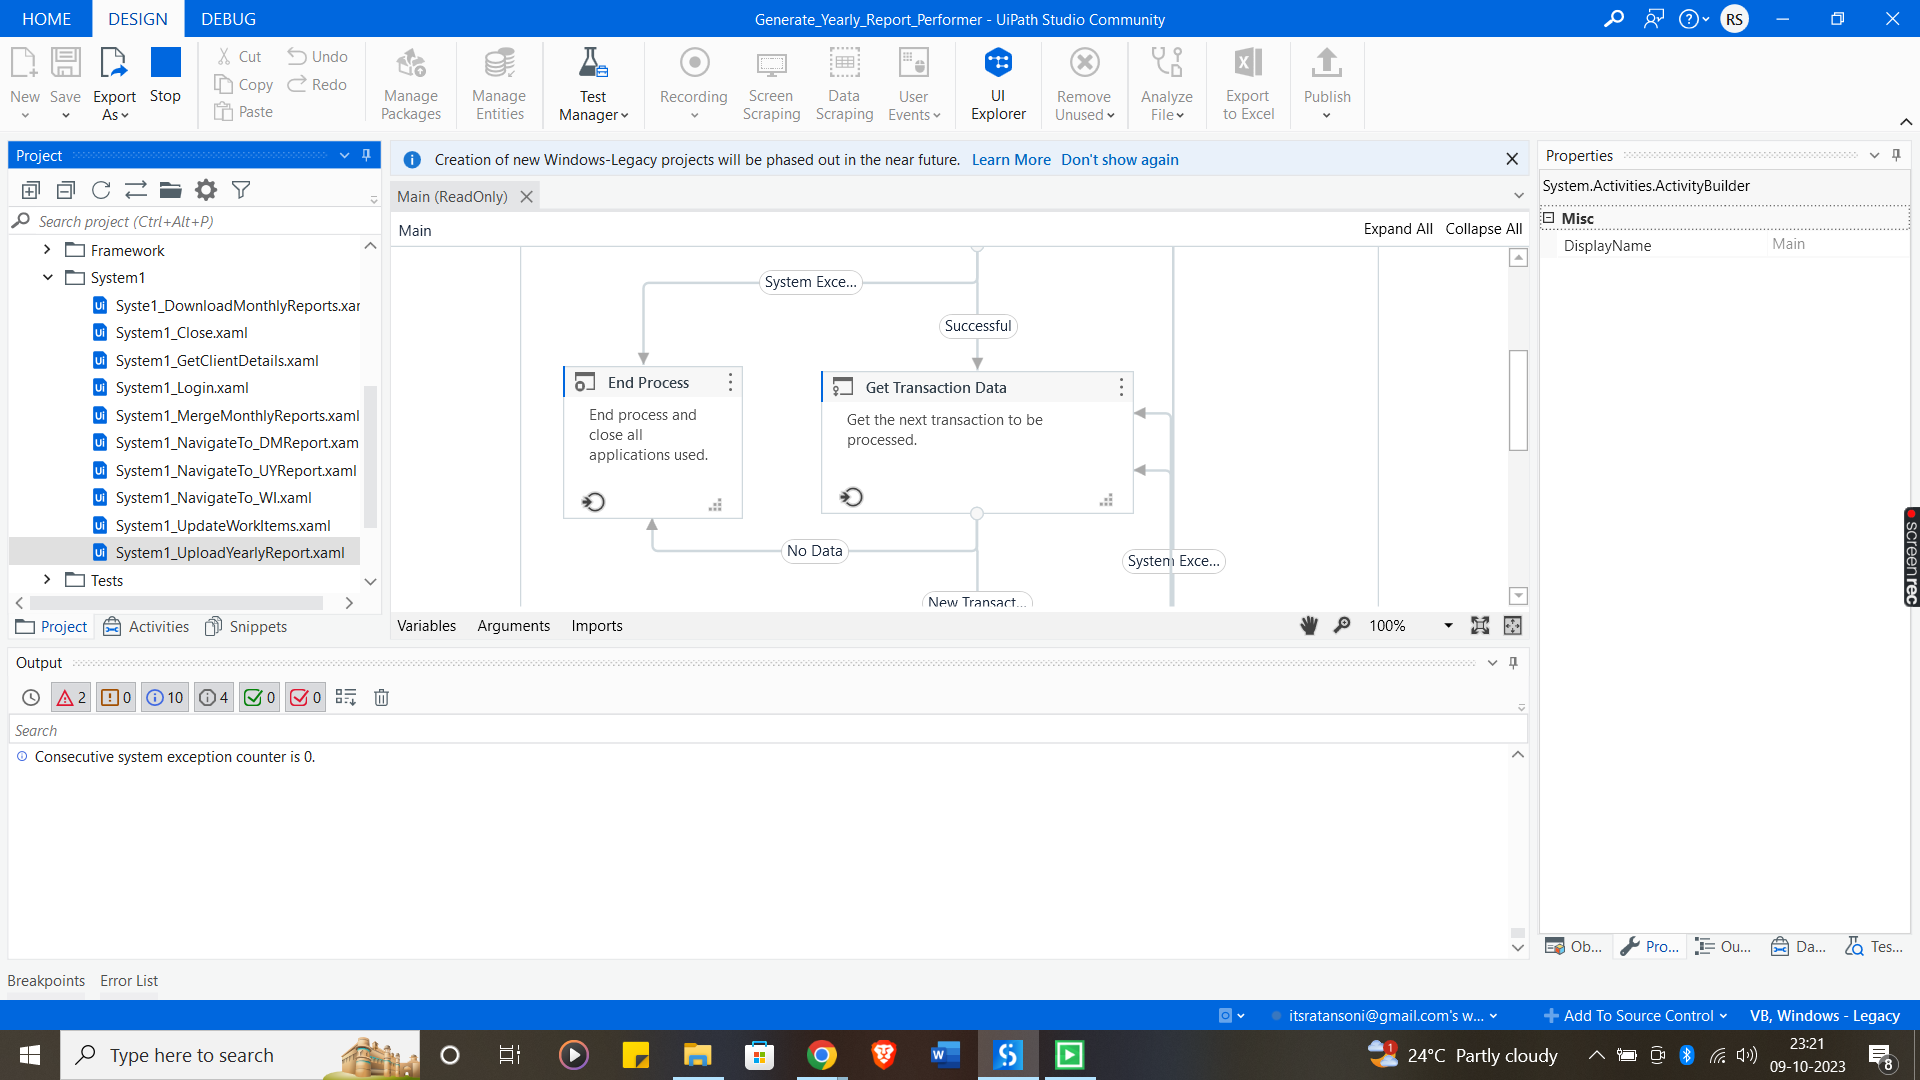 HOME DESIGN DEBUG
Generate_Yearly_Report_Performer - UiPath Studio Community
RS
New
Save
Export As
Stop
Cut
Copy
Paste
Undo
Redo
Manage Packages
Manage Entities
Test Manager
Recording
Screen Scraping
Data Scraping
User Events
UI Explorer
Remove Unused
Analyze File
Export to Excel
Publish
Project
Search project (Ctrl+Alt+P)
Framework
System1
Syste1_DownloadMonthlyReports.xar
System1_Close.xaml
System1_GetClientDetails.xaml
System1_Login.xaml
System1_MergeMonthlyReports.xaml
System1_NavigateTo_DMReport.xam
System1_NavigateTo_UYReport.xaml
System1_NavigateTo_WI.xaml
System1_UpdateWorkItems.xaml
System1_UploadYearlyReport.xaml
Tests
Project Activities Snippets
Creation of new Windows-Legacy projects will be phased out in the near future. Learn More Don't show again
Main (ReadOnly)
Main
Expand All Collapse All
System Exce...
Successful
End Process
End process and
close all
applications used.
Get Transaction Data
Get the next transaction to be
processed.
No Data
System Exce...
New Transact...
Variables Arguments Imports
100%
Properties
System.Activities.ActivityBuilder
Misc
DisplayName Main
Ob... Pro... Ou... Da... Tes...
screenrec
Output
2 0 10 4 0 0
Search
Consecutive system exception counter is 0.
Breakpoints Error List
itsratansoni@gmail.com's w...
Add To Source Control
VB, Windows - Legacy
Type here to search
1
24°C Partly cloudy
23:21
09-10-2023
8